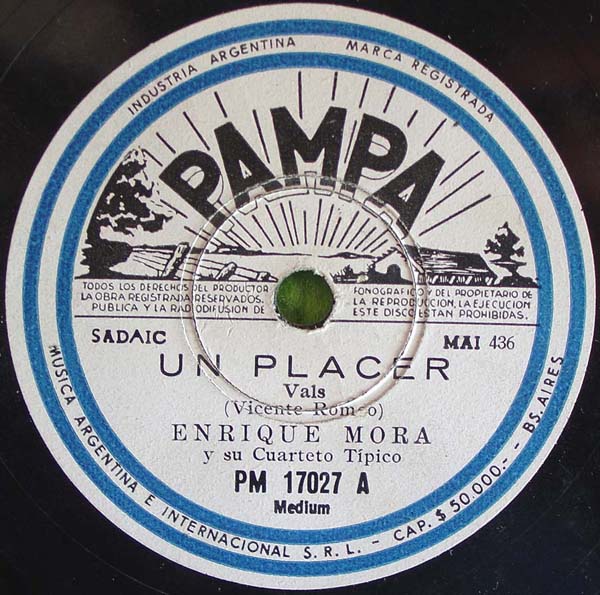 INDUSTRIA ARGENTINA MARCA REGISTRADA
PAMPA
TODOS LOS DERECHOS DEL PRODUCTOR FONOGRAFICO Y DEL PROPIETARIO DE
LA OBRA REGISTRADA RESERVADOS. LA REPRODUCCION, LA EJECUCION
PUBLICA Y LA RADIODIFUSION DE ESTE DISCO ESTAN PROHIBIDAS.
SADAIC MAI 436
UN PLACER
Vals
(Vicente Romeo)
ENRIQUE MORA
y su Cuarteto Típico
PM 17027 A
Medium
MUSICA ARGENTINA E INTERNACIONAL S.R.L. - CAP. $ 50.000.- - BS. AIRES